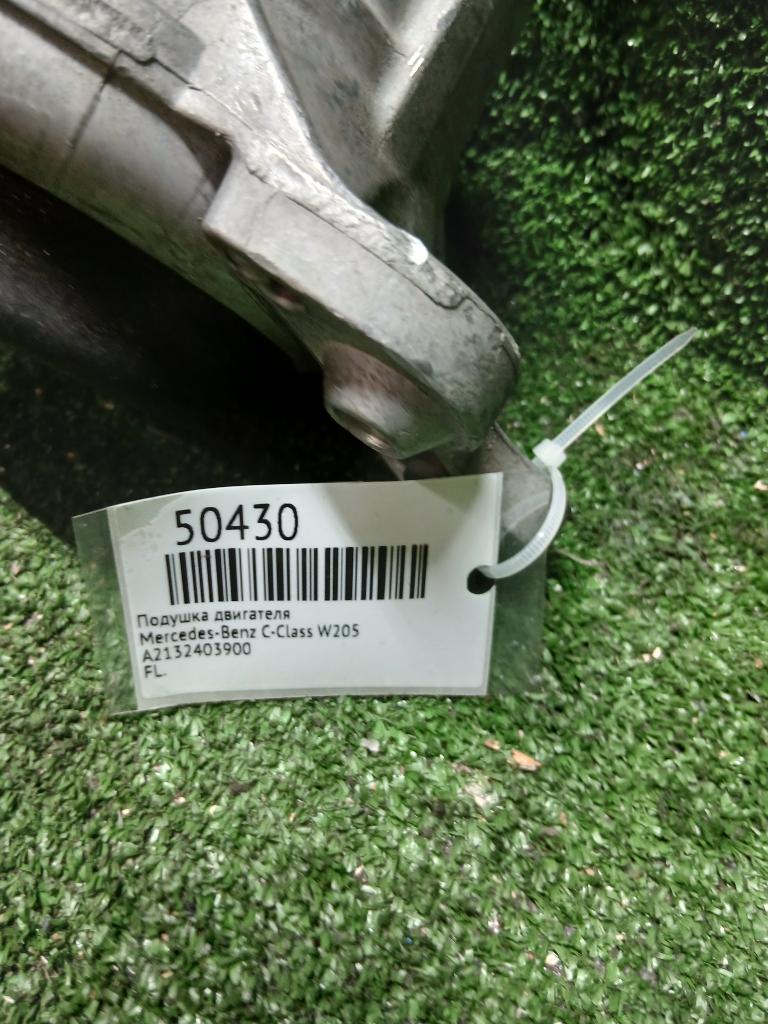 50430
Подушка двигателя
Mercedes-Benz C-Class W205
A2132403900
FL.